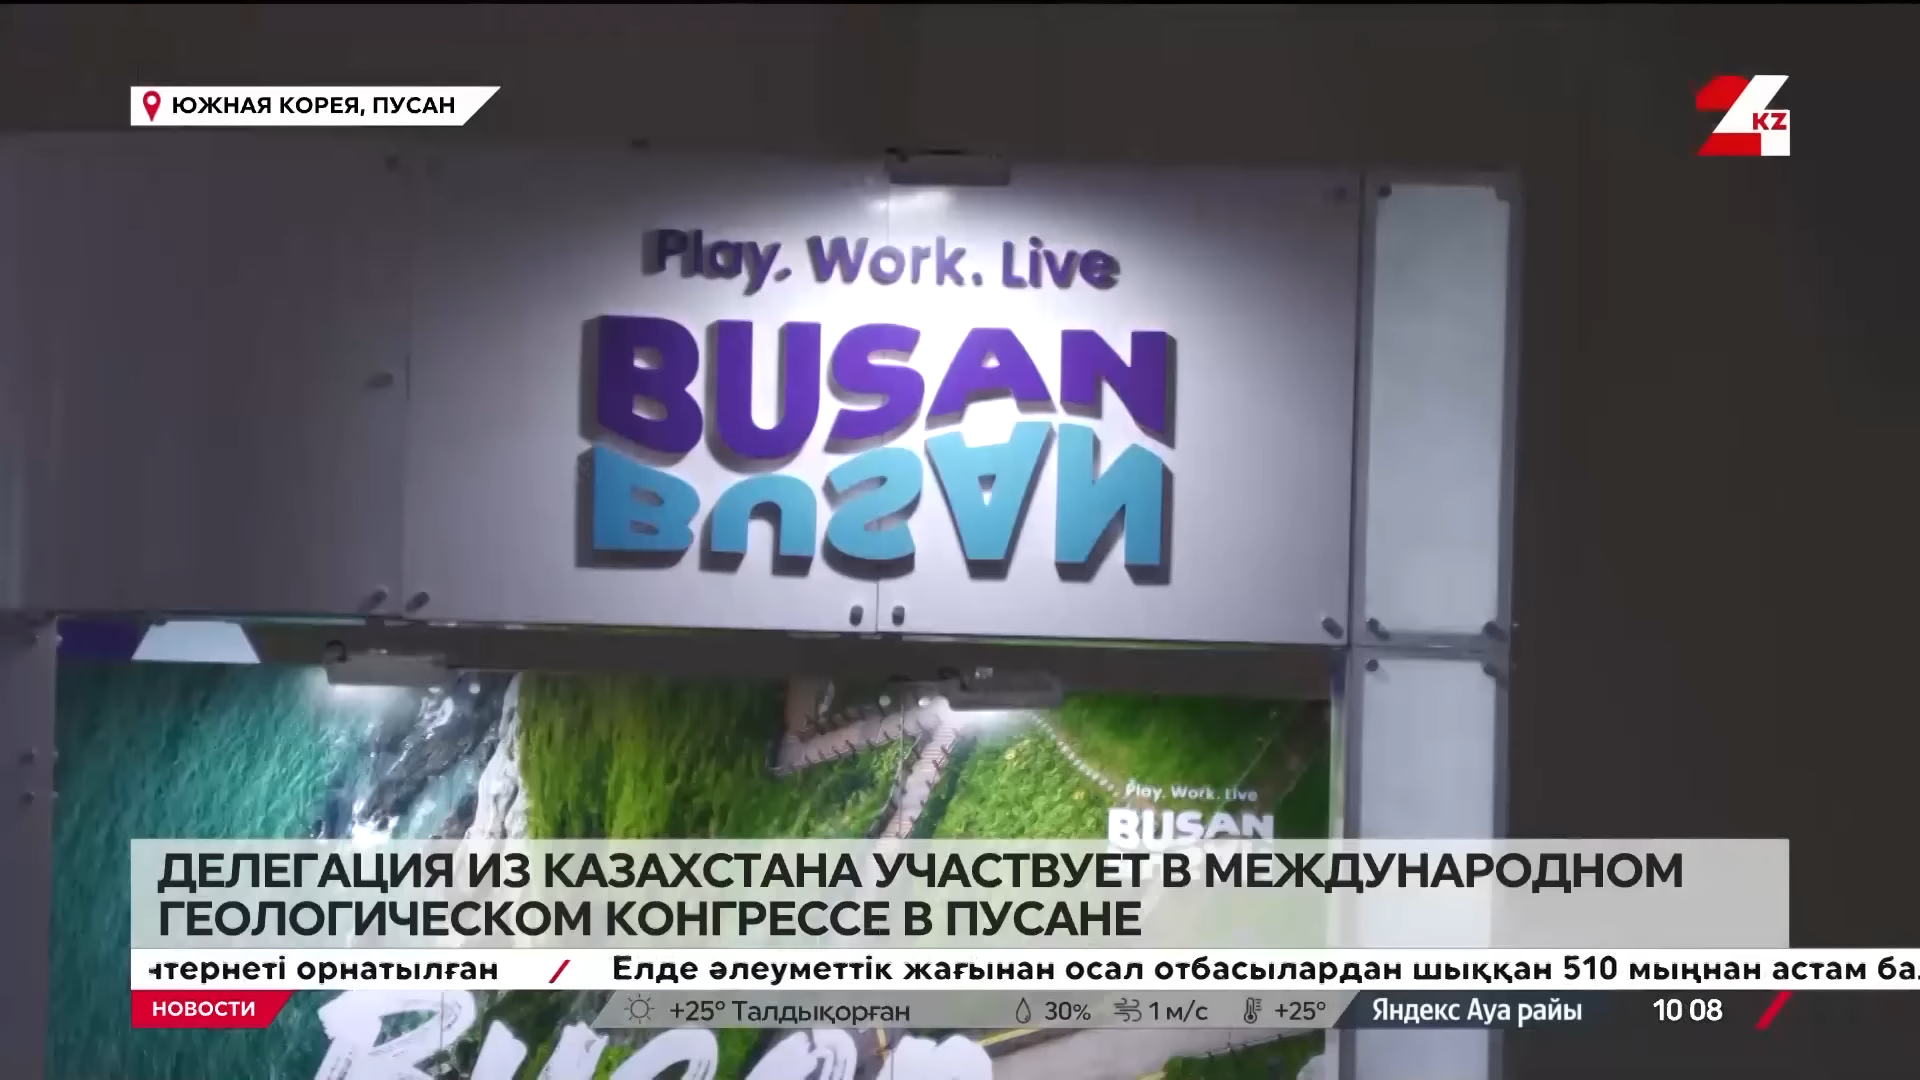 ЮЖНАЯ КОРЕЯ, ПУСАН
24 KZ
Play. Work. Live
BUSAN
BUSAN
Play. Work. Live
BUSAN
ДЕЛЕГАЦИЯ ИЗ КАЗАХСТАНА УЧАСТВУЕТ В МЕЖДУНАРОДНОМ
ГЕОЛОГИЧЕСКОМ КОНГРЕССЕ В ПУСАНЕ
нтернеті орнатылған / Елде әлеуметтік жағынан осал отбасылардан шыққан 510 мыңнан астам
НОВОСТИ +25° Талдықорған 30% 1 м/с +25° Яндекс Ауа райы 10 08
Busan